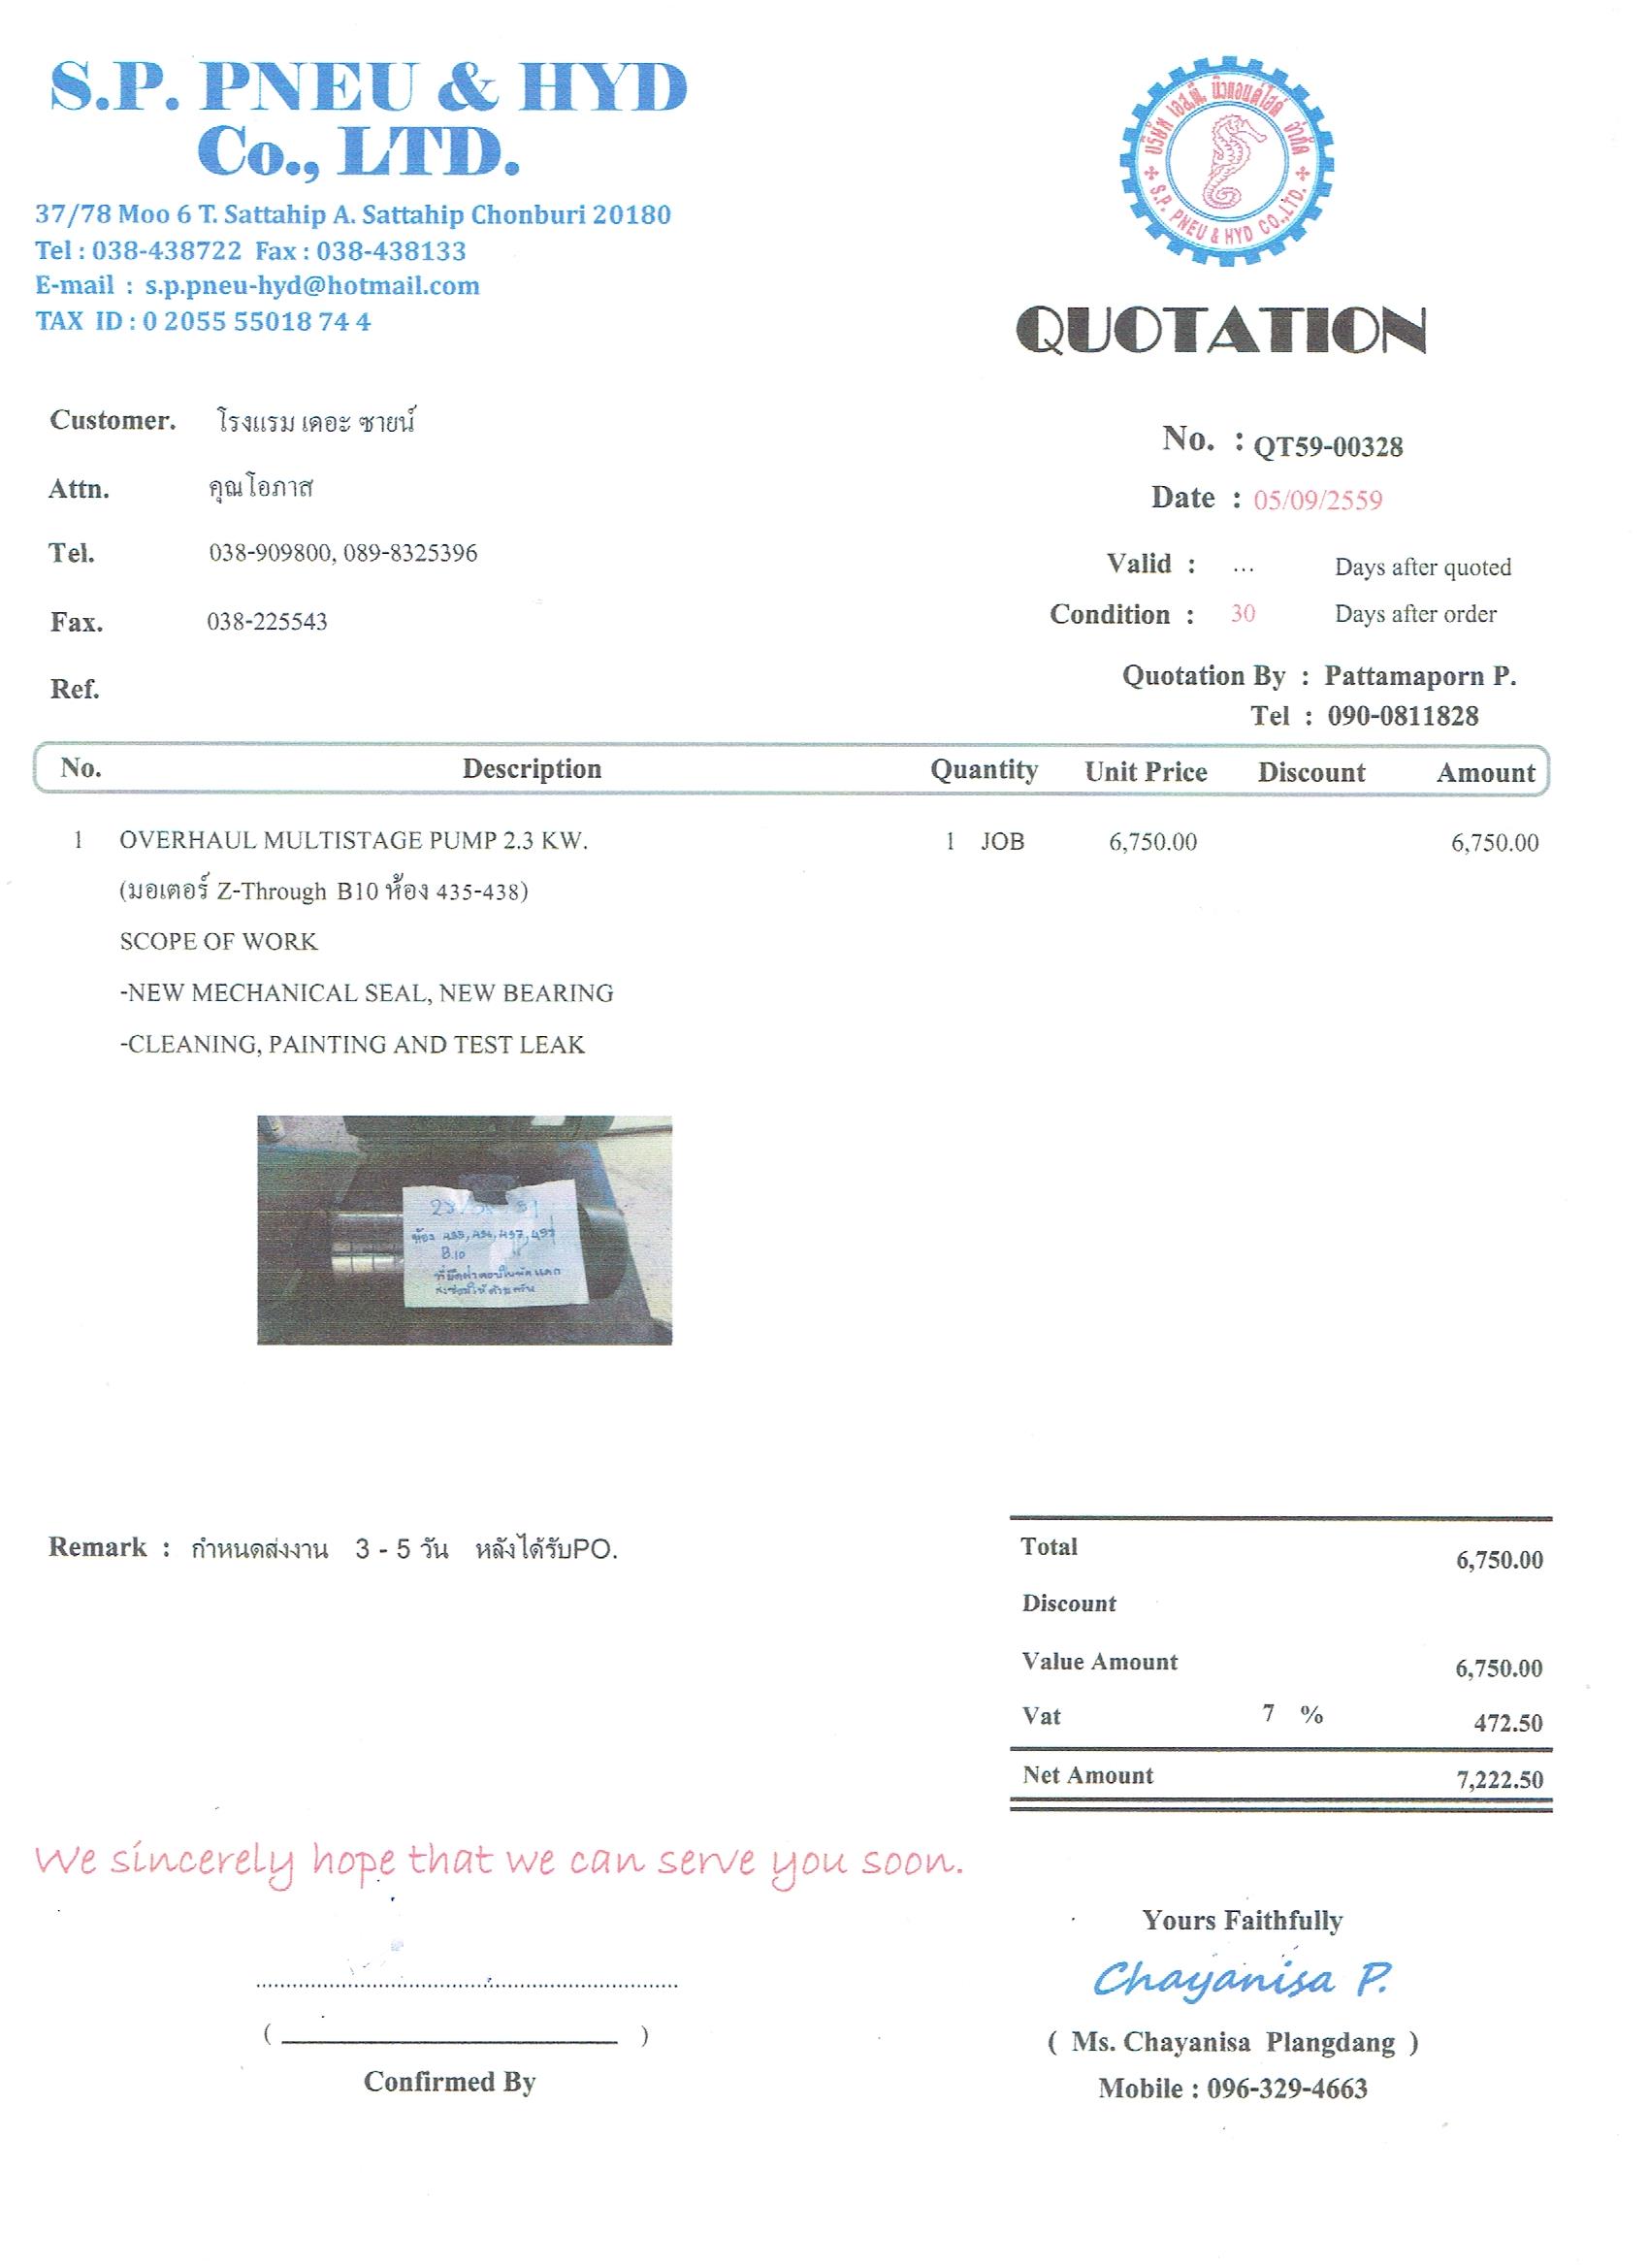 S.P. PNEU & HYD
Co., LTD.
37/78 Moo 6 T. Sattahip A. Sattahip Chonburi 20180
Tel : 038-438722 Fax : 038-438133
E-mail : s.p.pneu-hyd@hotmail.com
TAX ID : 0 2055 55018 74 4
บริษัท เอส.พี. นิวแอนด์ไฮด์ จำกัด
S.P. PNEU & HYD CO.,LTD.
QUOTATION
Customer. โรงแรม เดอะ ซายน์
Attn. คุณโอภาส
Tel. 038-909800, 089-8325396
Fax. 038-225543
Ref.
No. : QT59-00328
Date : 05/09/2559
Valid : ... Days after quoted
Condition : 30 Days after order
Quotation By : Pattamaporn P.
Tel : 090-0811828
No. Description Quantity Unit Price Discount Amount
1 OVERHAUL MULTISTAGE PUMP 2.3 KW. 1 JOB 6,750.00 6,750.00
(มอเตอร์ Z-Through B10 ห้อง 435-438)
SCOPE OF WORK
-NEW MECHANICAL SEAL, NEW BEARING
-CLEANING, PAINTING AND TEST LEAK
ห้อง
B.10
Remark : กำหนดส่งงาน 3 - 5 วัน หลังได้รับPO.
Total 6,750.00
Discount
Value Amount 6,750.00
Vat 7 % 472.50
Net Amount 7,222.50
We sincerely hope that we can serve you soon.
Yours Faithfully
Chayanisa P.
( Ms. Chayanisa Plangdang )
Mobile : 096-329-4663
( )
Confirmed By